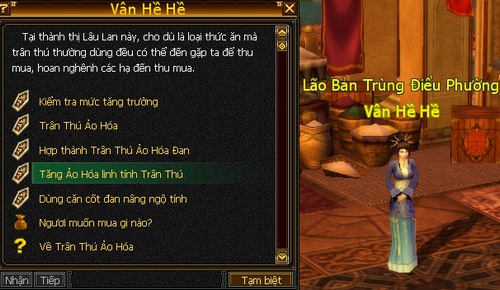 Vân Hề Hề
Tại thành thị Lâu Lan này, cho dù là loại thức ăn mà
trân thú thường dùng đều có thể đến gặp ta để thu
mua, hoan nghênh các hạ đến thu mua.
Kiểm tra mức tăng trưởng
Trân Thú Ảo Hóa
Hợp thành Trân Thú Ảo Hóa Đan
Tăng Ảo Hóa linh tính Trân Thú
Dùng căn cốt đan nâng ngộ tính
Ngươi muốn mua gì nào?
Về Trân Thú Ảo Hóa
Nhận Tiếp Tạm biệt
Lão Bản Trùng Điểu Phường
Vân Hề Hề